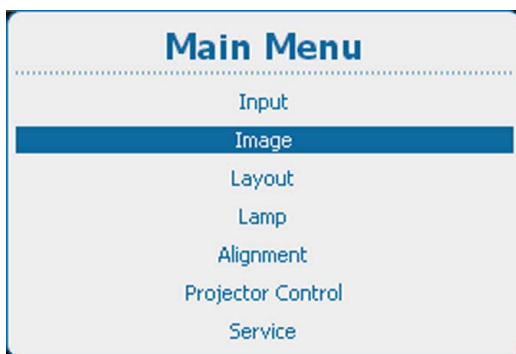 Main Menu
Input
Image
Layout
Lamp
Alignment
Projector Control
Service